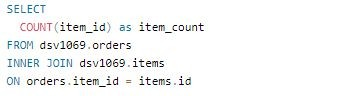 SELECT
COUNT(item_id) as item_count
FROM dsv1069.orders
INNER JOIN dsv1069.items
ON orders.item_id = items.id